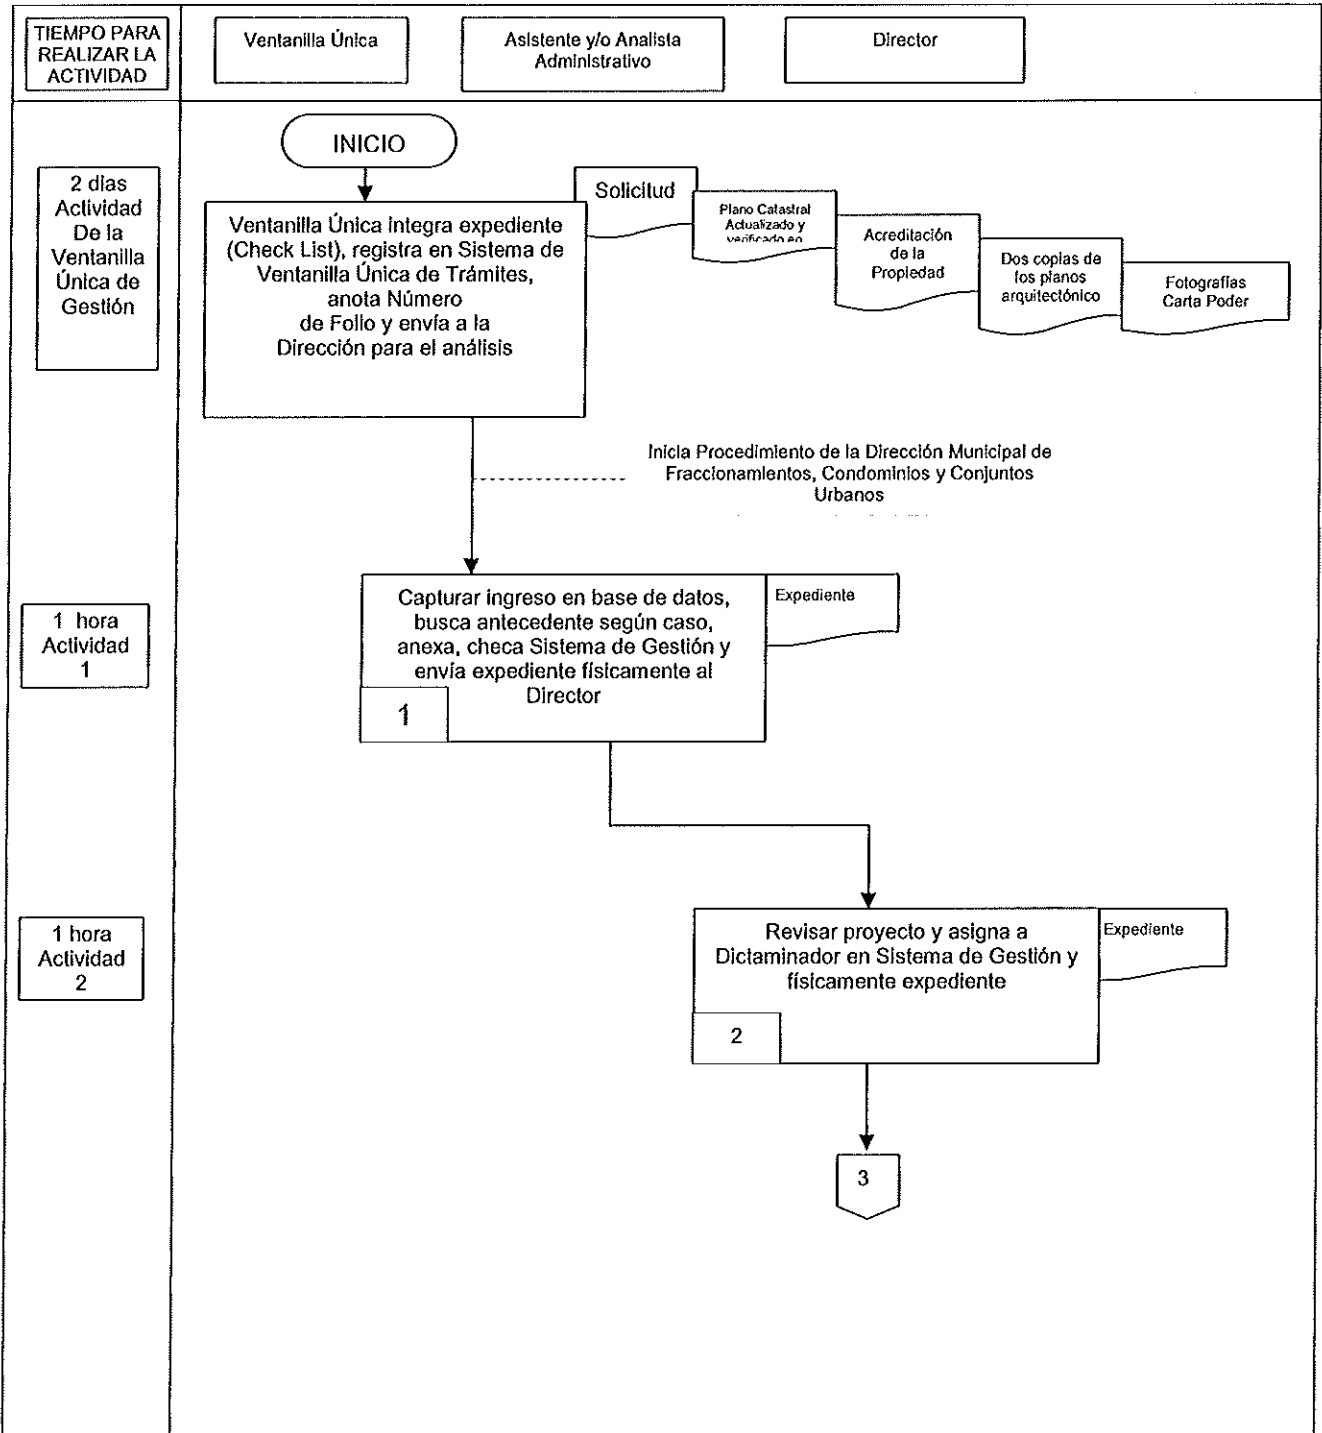 TIEMPO PARA
REALIZAR LA
ACTIVIDAD
Ventanilla Única
Asistente y/o Analista
Administrativo
Director
INICIO
2 dias
Actividad
De la
Ventanilla
Única de
Gestión
Ventanilla Única integra expediente
(Check List), registra en Sistema de
Ventanilla Única de Trámites,
anota Número
de Folio y envía a la
Dirección para el análisis
Solicitud
Plano Catastral
Actualizado y
verificado en
Acreditación
de la
Propiedad
Dos copias de
los planos
arquitectónico
Fotografías
Carta Poder
Inicia Procedimiento de la Dirección Municipal de
Fraccionamientos, Condominios y Conjuntos
Urbanos
1 hora
Actividad
1
Capturar ingreso en base de datos,
busca antecedente según caso,
anexa, checa Sistema de Gestión y
envía expediente físicamente al
Director
1
Expediente
1 hora
Actividad
2
Revisar proyecto y asigna a
Dictaminador en Sistema de Gestión y
físicamente expediente
2
Expediente
3